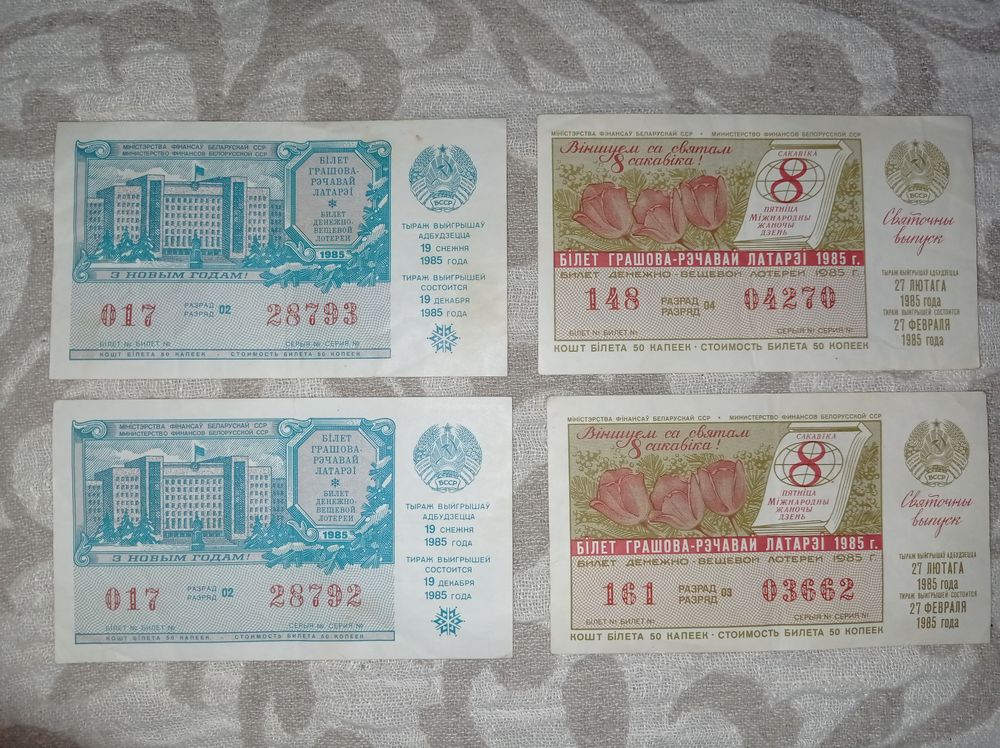 МІНІСТЭРСТВА ФІНАНСАЎ БЕЛАРУСКАЙ ССР
МИНИСТЕРСТВО ФИНАНСОВ БЕЛОРУССКОЙ ССР
БІЛЕТ
ГРАШОВА-
РЭЧАВАЙ
ЛАТАРЭІ
БИЛЕТ
ДЕНЕЖНО-
ВЕЩЕВОЙ
ЛОТЕРЕИ
1985
З НОВЫМ ГОДАМ!
017
РАЗРАД
РАЗРЯД
02
28793
БІЛЕТ № БИЛЕТ №
СЕРЫЯ № СЕРИЯ №
КОШТ БІЛЕТА 50 КАПЕЕК - СТОИМОСТЬ БИЛЕТА 50 КОПЕЕК
БССР
ТЫРАЖ ВЫЙГРЫШАЎ
АДБУДЗЕЦЦА
19 СНЕЖНЯ
1985 ГОДА
ТИРАЖ ВЫИГРЫШЕЙ
СОСТОИТСЯ
19 ДЕКАБРЯ
1985 ГОДА
МІНІСТЭРСТВА ФІНАНСАЎ БЕЛАРУСКАЙ ССР • МИНИСТЕРСТВО ФИНАНСОВ БЕЛОРУССКОЙ ССР
Віншуем са святам
8 сакавіка!
САКАВІКА
8
ПЯТНІЦА
МІЖНАРОДНЫ
ЖАНОЧЫ
ДЗЕНЬ
БІЛЕТ ГРАШОВА-РЭЧАВАЙ ЛАТАРЭІ 1985 г.
БИЛЕТ ДЕНЕЖНО-ВЕЩЕВОЙ ЛОТЕРЕИ 1985 г.
148
РАЗРАД
РАЗРЯД
04
04270
БІЛЕТ № БИЛЕТ №
СЕРЫЯ № СЕРИЯ №
КОШТ БІЛЕТА 50 КАПЕЕК · СТОИМОСТЬ БИЛЕТА 50 КОПЕЕК
БССР
Святочны
выпуск
ТЫРАЖ ВЫЙГРЫШАЎ АДБУДЗЕЦЦА
27 ЛЮТАГА
1985 года
ТИРАЖ ВЫИГРЫШЕЙ СОСТОИТСЯ
27 ФЕВРАЛЯ
1985 года
МІНІСТЭРСТВА ФІНАНСАЎ БЕЛАРУСКАЙ ССР
МИНИСТЕРСТВО ФИНАНСОВ БЕЛОРУССКОЙ ССР
БІЛЕТ
ГРАШОВА-
РЭЧАВАЙ
ЛАТАРЭІ
БИЛЕТ
ДЕНЕЖНО-
ВЕЩЕВОЙ
ЛОТЕРЕИ
1985
З НОВЫМ ГОДАМ!
017
РАЗРАД
РАЗРЯД
02
28792
БІЛЕТ № БИЛЕТ №
СЕРЫЯ № СЕРИЯ №
КОШТ БІЛЕТА 50 КАПЕЕК - СТОИМОСТЬ БИЛЕТА 50 КОПЕЕК
БССР
ТЫРАЖ ВЫЙГРЫШАЎ
АДБУДЗЕЦЦА
19 СНЕЖНЯ
1985 ГОДА
ТИРАЖ ВЫИГРЫШЕЙ
СОСТОИТСЯ
19 ДЕКАБРЯ
1985 ГОДА
МІНІСТЭРСТВА ФІНАНСАЎ БЕЛАРУСКАЙ ССР • МИНИСТЕРСТВО ФИНАНСОВ БЕЛОРУССКОЙ ССР
Віншуем са святам
8 сакавіка!
САКАВІКА
8
ПЯТНІЦА
МІЖНАРОДНЫ
ЖАНОЧЫ
ДЗЕНЬ
БІЛЕТ ГРАШОВА-РЭЧАВАЙ ЛАТАРЭІ 1985 г.
БИЛЕТ ДЕНЕЖНО-ВЕЩЕВОЙ ЛОТЕРЕИ 1985 г.
161
РАЗРАД
РАЗРЯД
03
03662
БІЛЕТ № БИЛЕТ №
СЕРЫЯ № СЕРИЯ №
КОШТ БІЛЕТА 50 КАПЕЕК · СТОИМОСТЬ БИЛЕТА 50 КОПЕЕК
БССР
Святочны
выпуск
ТЫРАЖ ВЫЙГРЫШАЎ АДБУДЗЕЦЦА
27 ЛЮТАГА
1985 года
ТИРАЖ ВЫИГРЫШЕЙ СОСТОИТСЯ
27 ФЕВРАЛЯ
1985 года